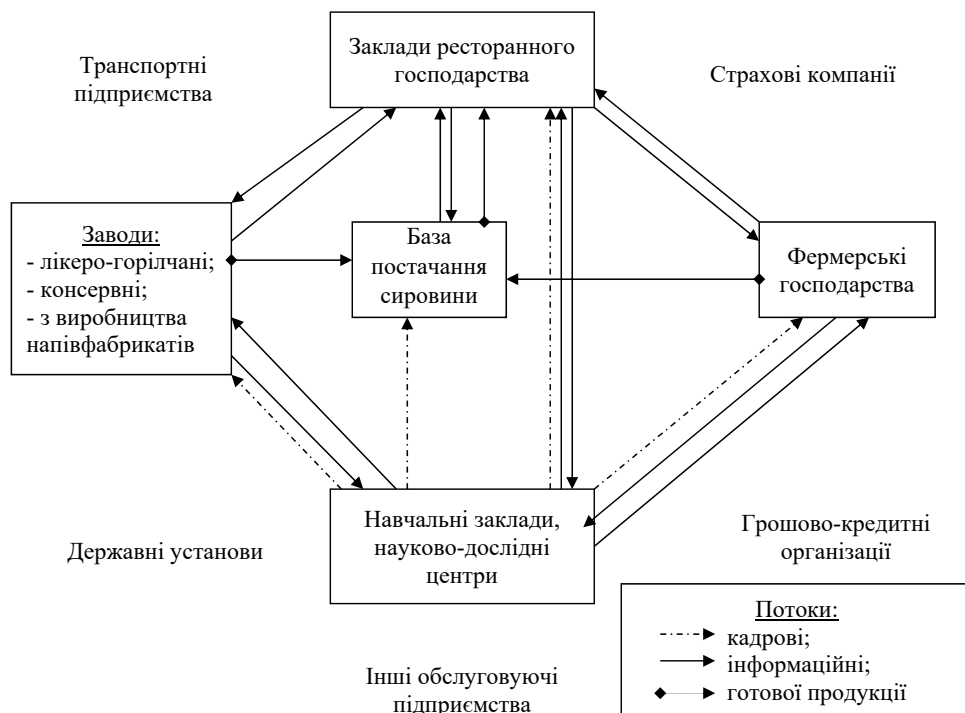 Заклади ресторанного
господарства
Транспортні
підприємства
Страхові компанії
Заводи:
- лікеро-горілчані;
- консервні;
- з виробництва
напівфабрикатів
База
постачання
сировини
Фермерські
господарства
Навчальні заклади,
науково-дослідні
центри
Державні установи
Грошово-кредитні
організації
Інші обслуговуючі
підприємства
Потоки:
кадрові;
інформаційні;
готової продукції